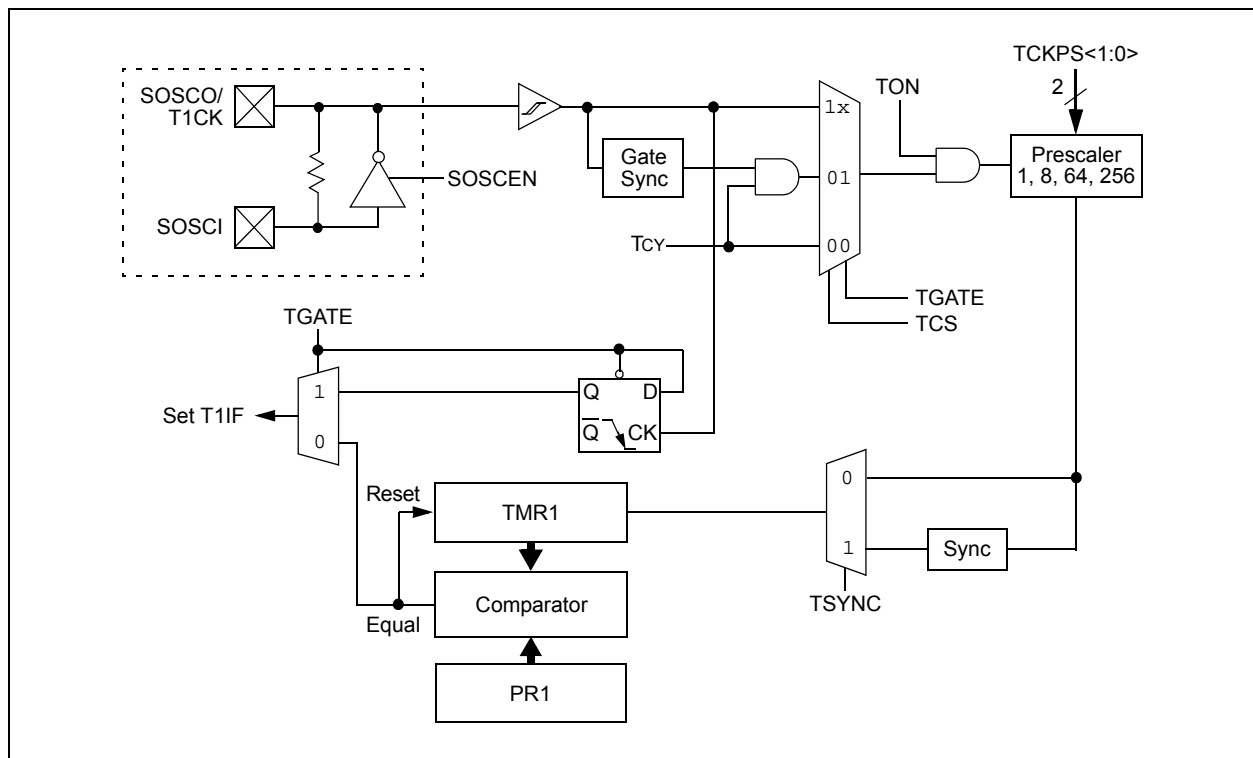 TCKPS<1:0>
2
SOSCO/
T1CK
TON
1x
Gate
Sync
Prescaler
1, 8, 64, 256
SOSCEN
01
SOSCI
TCY
00
TGATE
TCS
TGATE
1
Q
D
Set T1IF
Q
CK
0
Reset
TMR1
0
1
Sync
TSYNC
Comparator
Equal
PR1